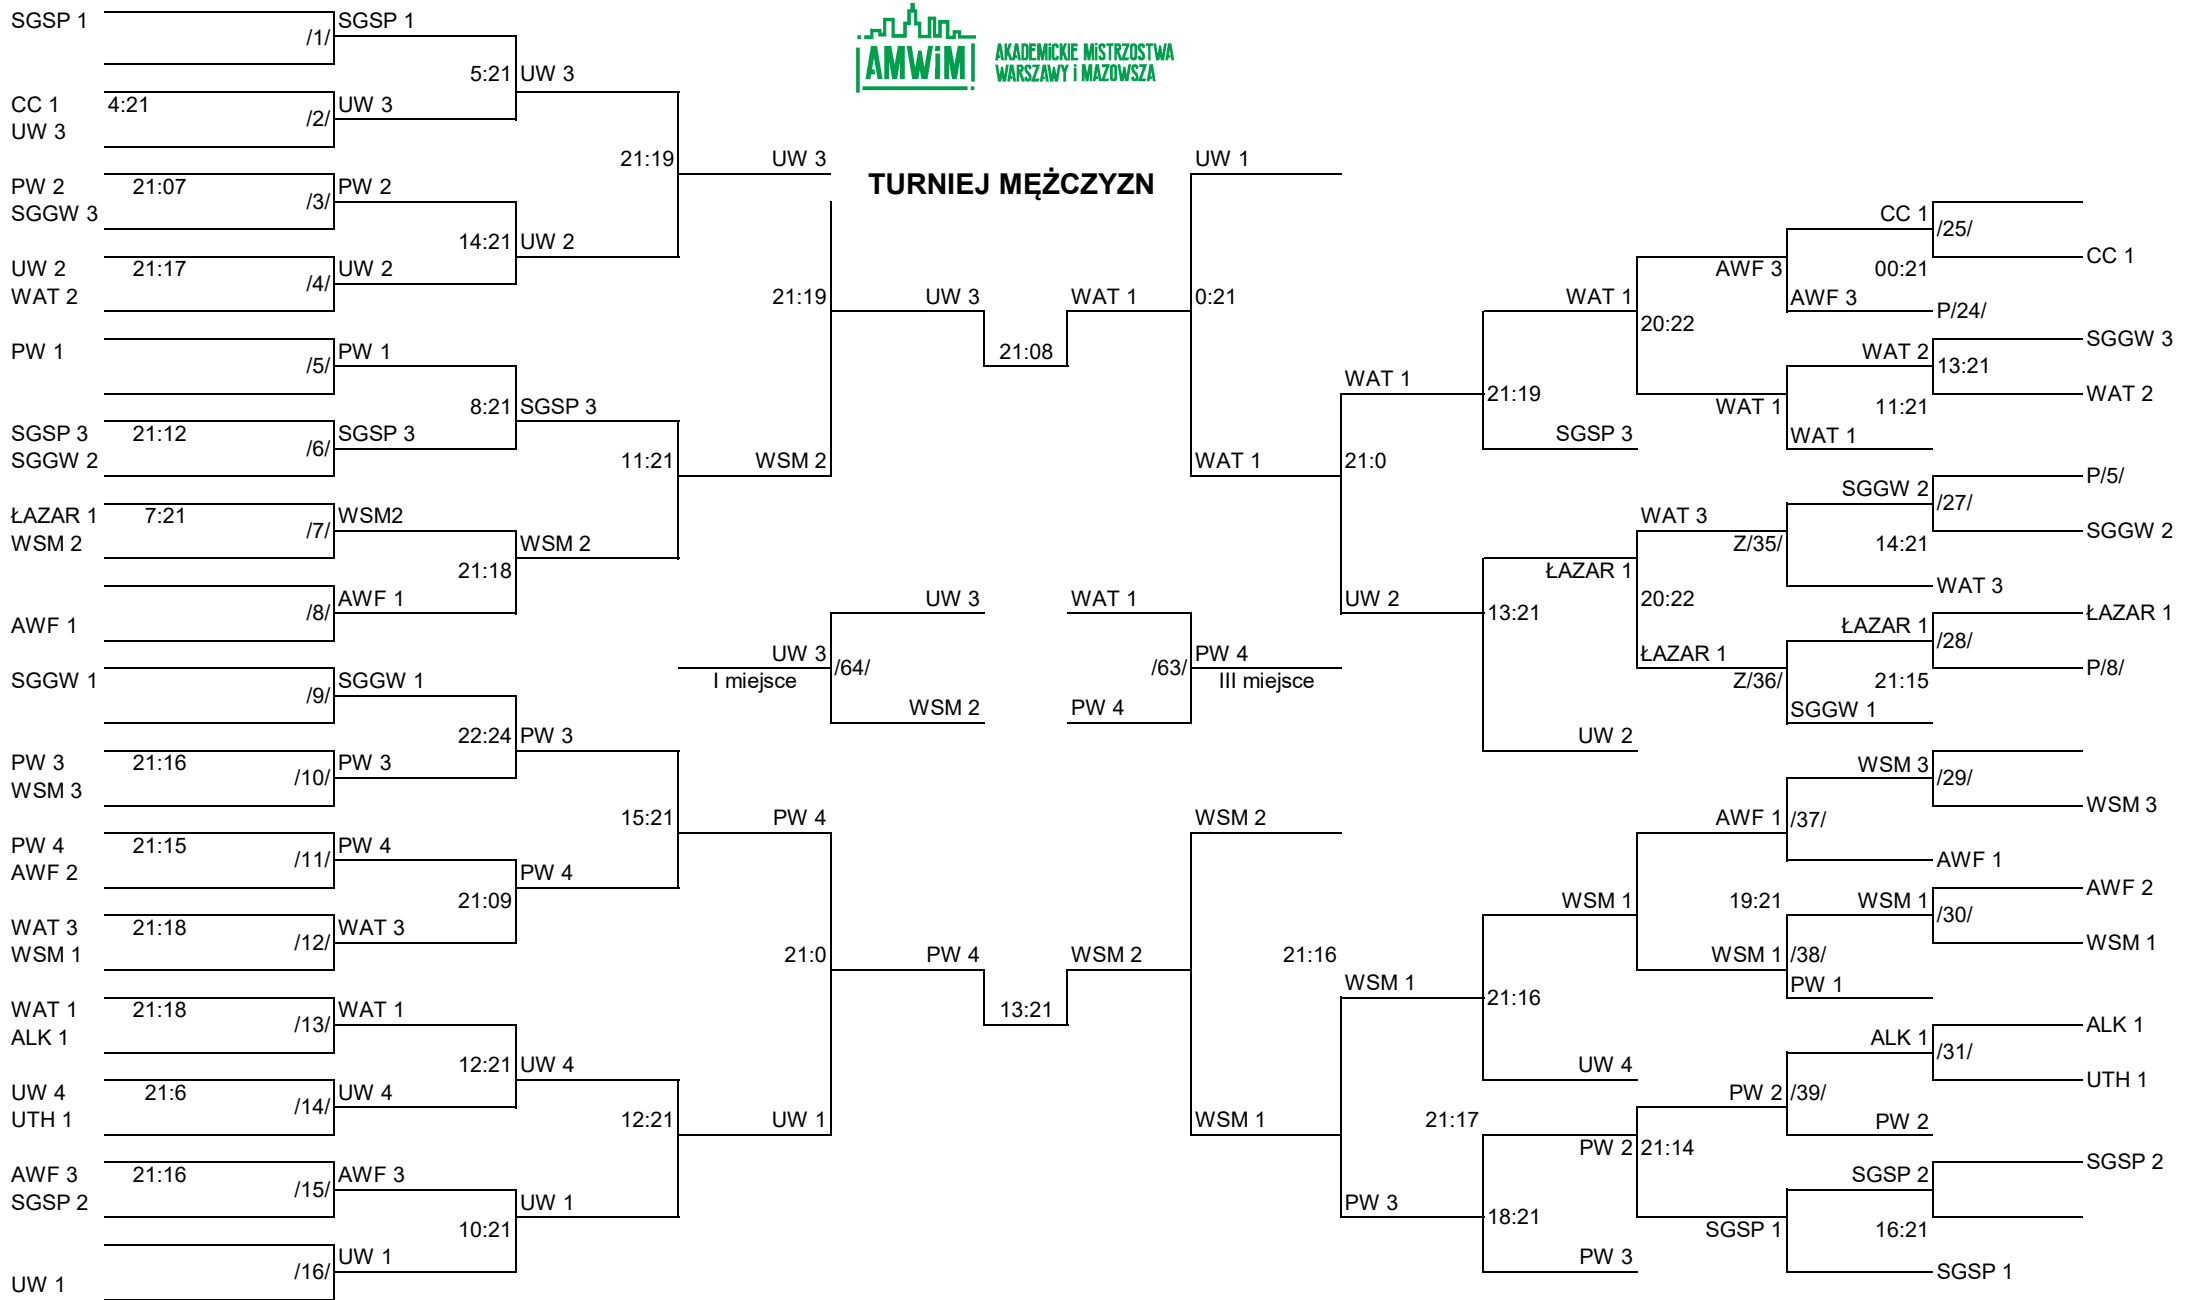 AMWiM
AKADEMiCKiE MiSTRZOSTWA
WARSZAWY i MAZOWSZA
TURNIEJ MĘŻCZYZN
SGSP 1
/1/
SGSP 1
5:21
UW 3
CC 1
4:21
UW 3
/2/
UW 3
21:19
UW 3
PW 2
21:07
SGGW 3
/3/
PW 2
14:21
UW 2
UW 2
21:17
WAT 2
/4/
UW 2
21:19
UW 3
PW 1
/5/
PW 1
8:21
SGSP 3
SGSP 3
21:12
SGGW 2
/6/
SGSP 3
11:21
WSM 2
ŁAZAR 1
7:21
WSM 2
/7/
WSM2
WSM 2
21:18
AWF 1
/8/
AWF 1
SGGW 1
/9/
SGGW 1
22:24
PW 3
PW 3
21:16
WSM 3
/10/
PW 3
15:21
PW 4
PW 4
21:15
AWF 2
/11/
PW 4
PW 4
21:09
WAT 3
21:18
WSM 1
/12/
WAT 3
21:0
PW 4
WAT 1
21:18
ALK 1
/13/
WAT 1
12:21
UW 4
UW 4
21:6
UTH 1
/14/
UW 4
12:21
UW 1
AWF 3
21:16
SGSP 2
/15/
AWF 3
UW 1
10:21
UW 1
/16/
UW 1
21:08
13:21
UW 3
UW 3
I miejsce
/64/
WSM 2
WAT 1
/63/
PW 4
III miejsce
PW 4
UW 1
WAT 1
0:21
WAT 1
WAT 1
21:0
UW 2
WAT 1
21:19
SGSP 3
WAT 1
20:22
AWF 3
CC 1
/25/
CC 1
00:21
AWF 3
P/24/
WAT 2
SGGW 3
13:21
WAT 2
WAT 1
11:21
WAT 1
SGGW 2
P/5/
/27/
SGGW 2
WAT 3
Z/35/
14:21
WAT 3
ŁAZAR 1
13:21
20:22
ŁAZAR 1
ŁAZAR 1
/28/
P/8/
ŁAZAR 1
Z/36/
21:15
SGGW 1
UW 2
WSM 2
WSM 2
WSM 1
21:16
WSM 1
PW 3
WSM 1
21:16
UW 4
AWF 1
WSM 3
/29/
WSM 3
/37/
AWF 1
19:21
WSM 1
AWF 2
/30/
WSM 1
WSM 1
/38/
PW 1
ALK 1
ALK 1
/31/
UTH 1
PW 2
/39/
PW 2
21:17
PW 2
21:14
SGSP 2
SGSP 2
18:21
SGSP 1
16:21
SGSP 1
PW 3